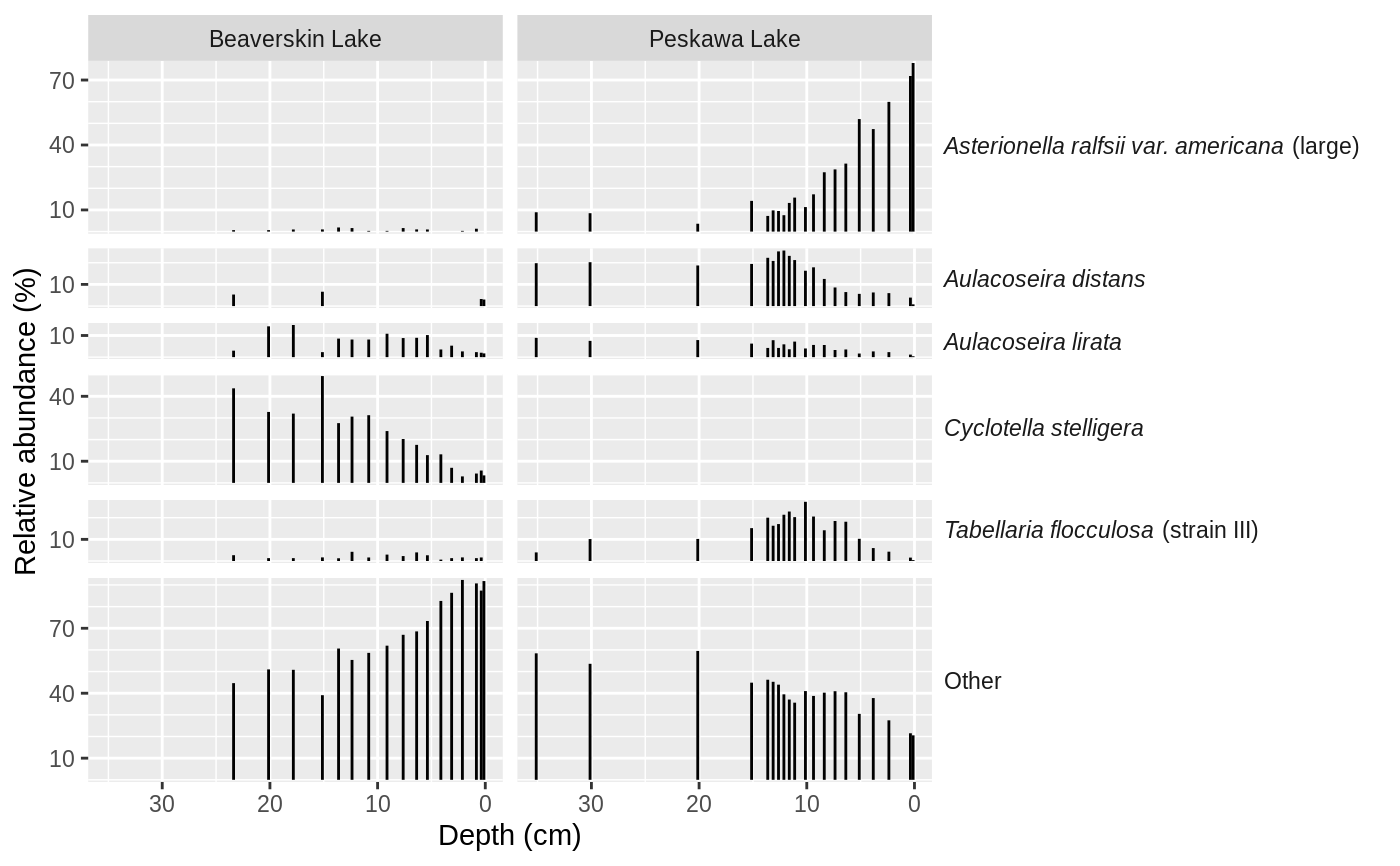 Beaverskin Lake
Peskawa Lake
70
40
10
Asterionella ralfsii var. americana (large)
10
Aulacoseira distans
10
Aulacoseira lirata
40
10
Cyclotella stelligera
10
Tabellaria flocculosa (strain III)
70
40
10
Other
Relative abundance (%)
30 20 10 0 30 20 10 0
Depth (cm)